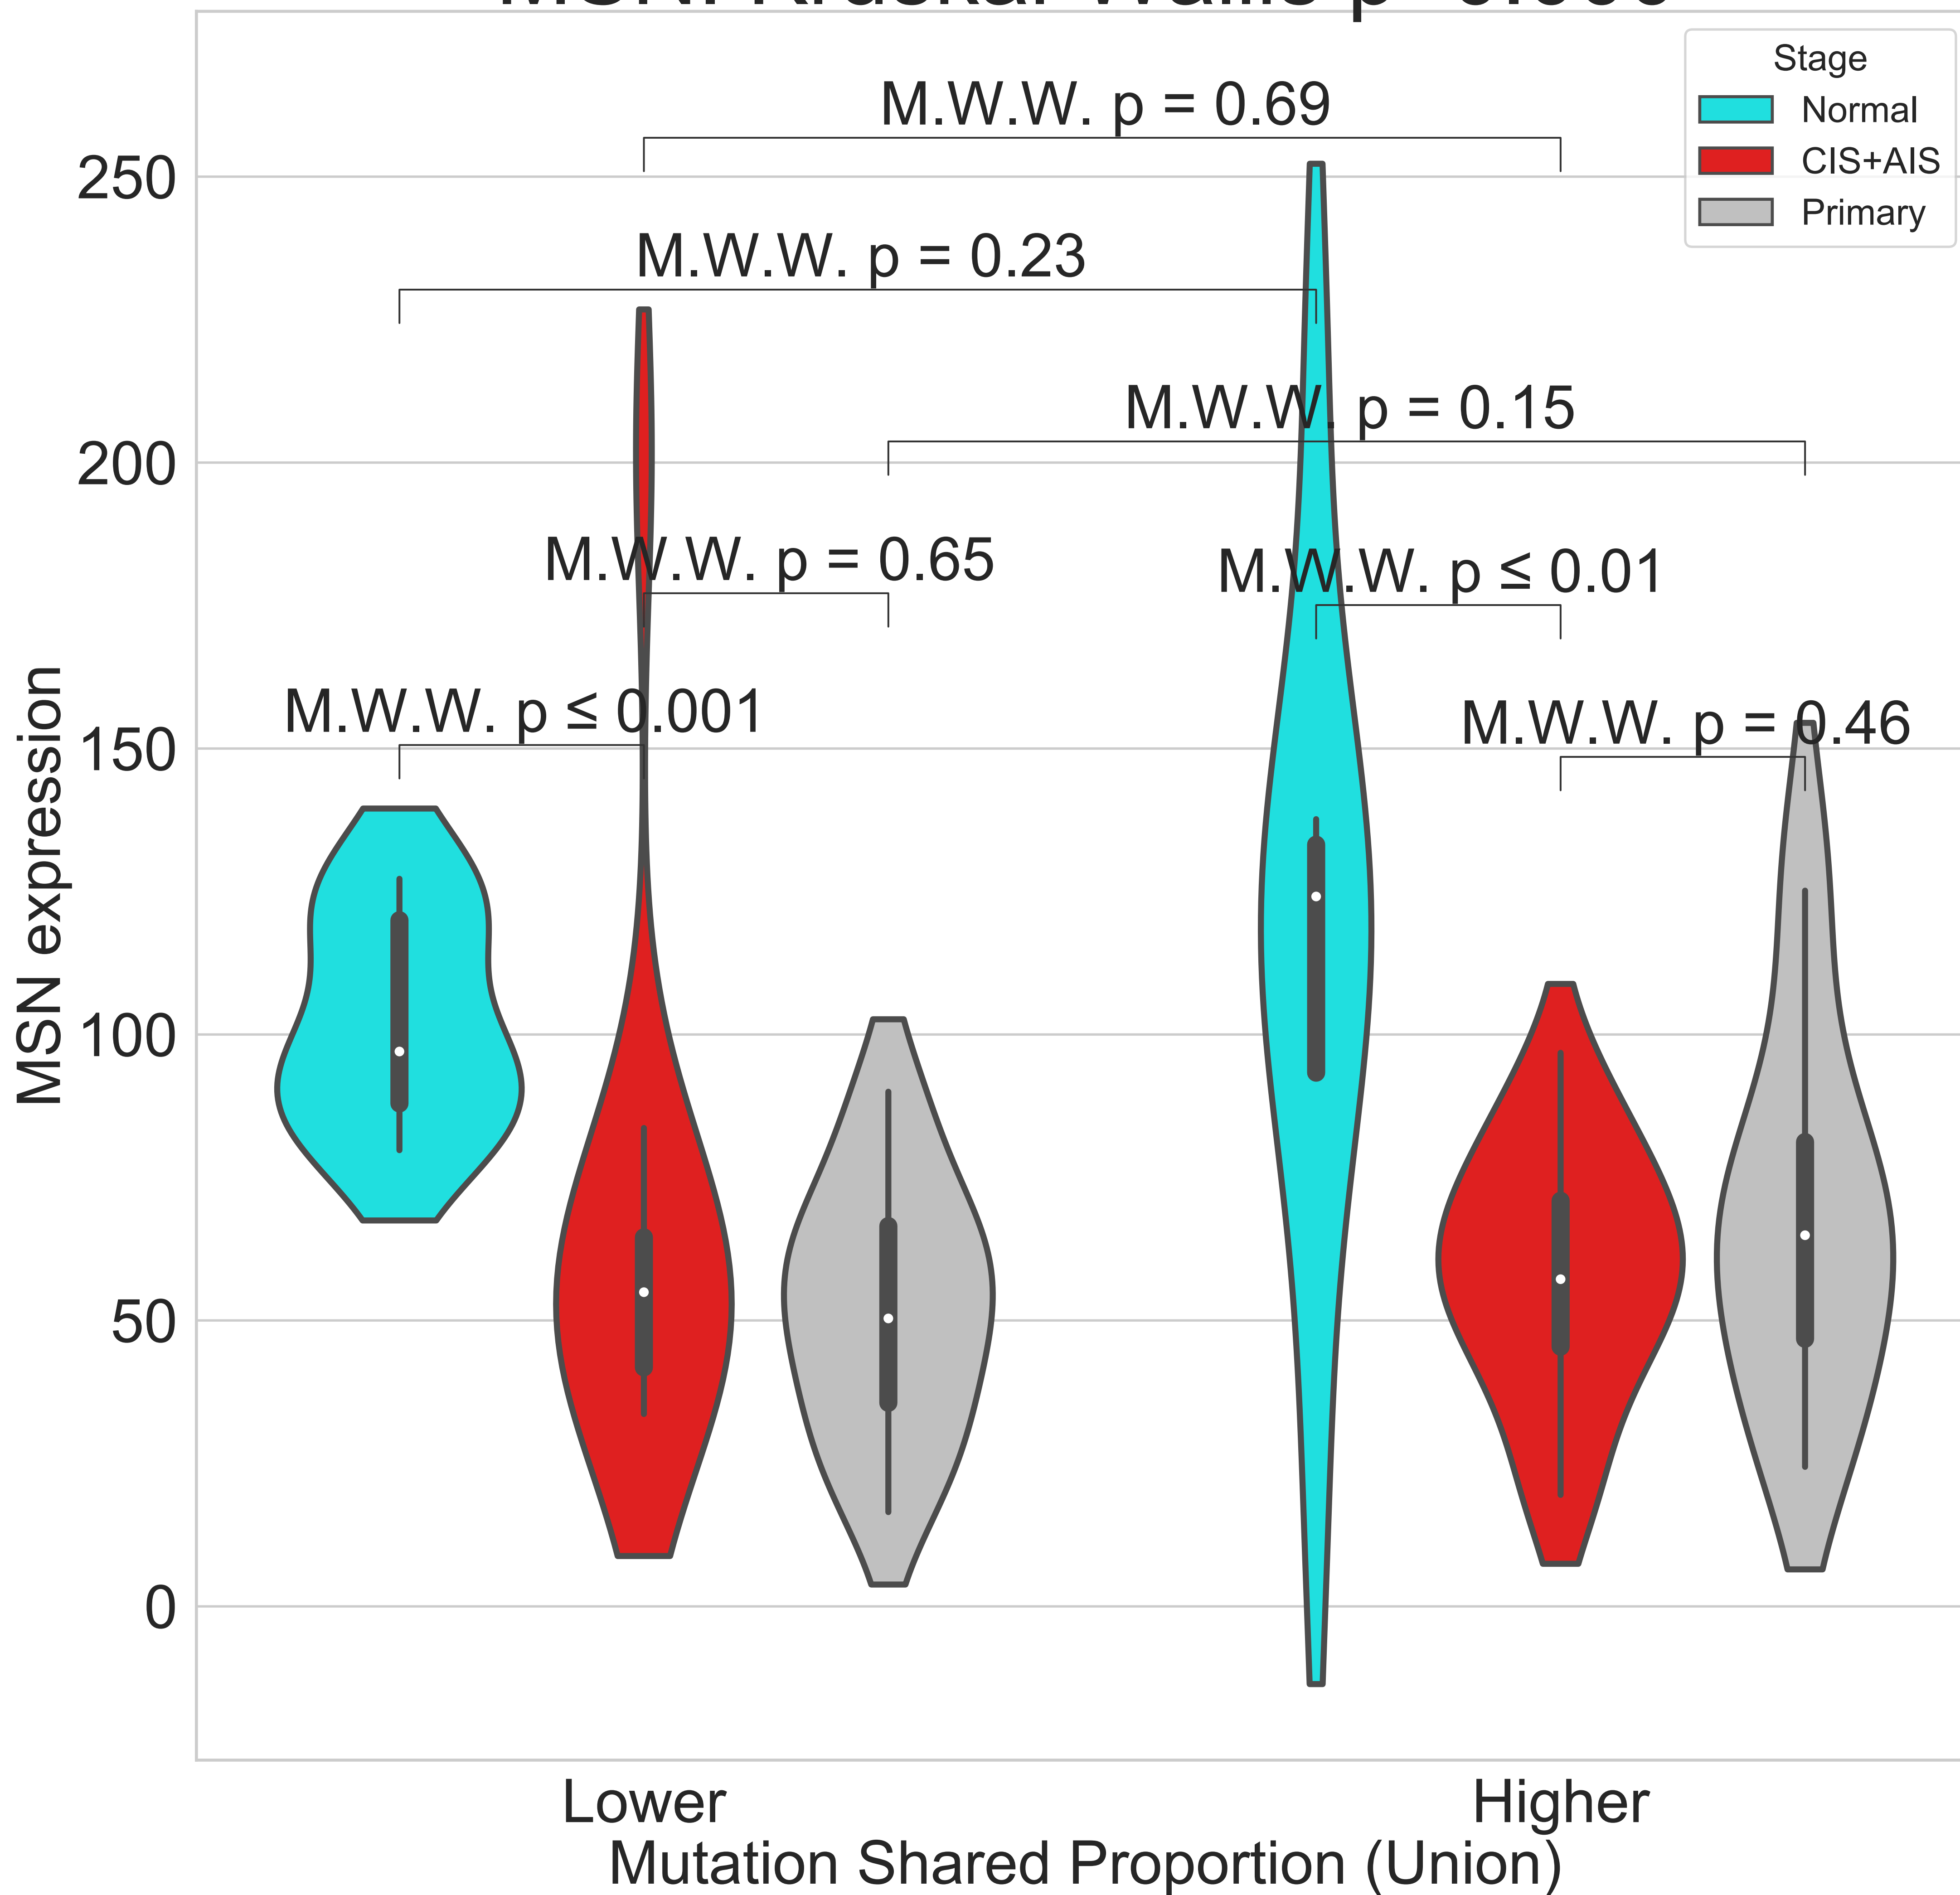 Stage
Normal
CIS+AIS
Primary
M.W.W. p = 0.69
M.W.W. p = 0.23
M.W.W. p = 0.15
M.W.W. p = 0.65
M.W.W. p ≤ 0.01
M.W.W. p ≤ 0.001
M.W.W. p = 0.46
250
200
150
100
50
0
MSN expression
Lower
Higher
Mutation Shared Proportion (Union)